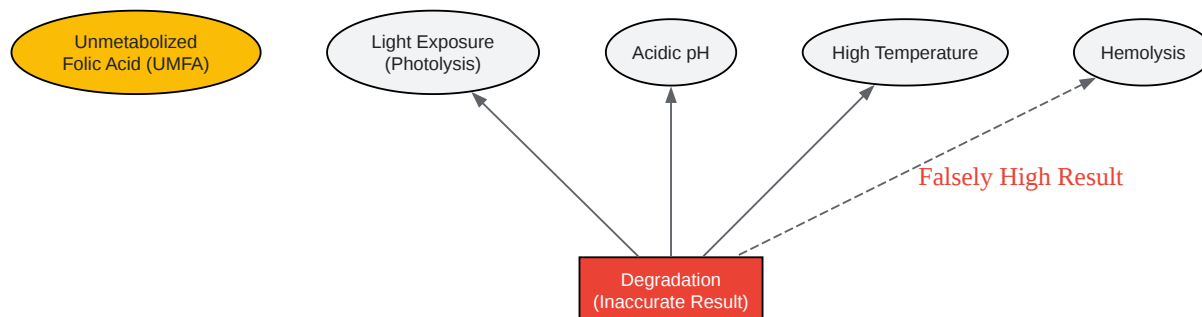 Unmetabolized
Folic Acid (UMFA)
Light Exposure
(Photolysis)
Acidic pH
High Temperature
Hemolysis
Falsely High Result
Degradation
(Inaccurate Result)